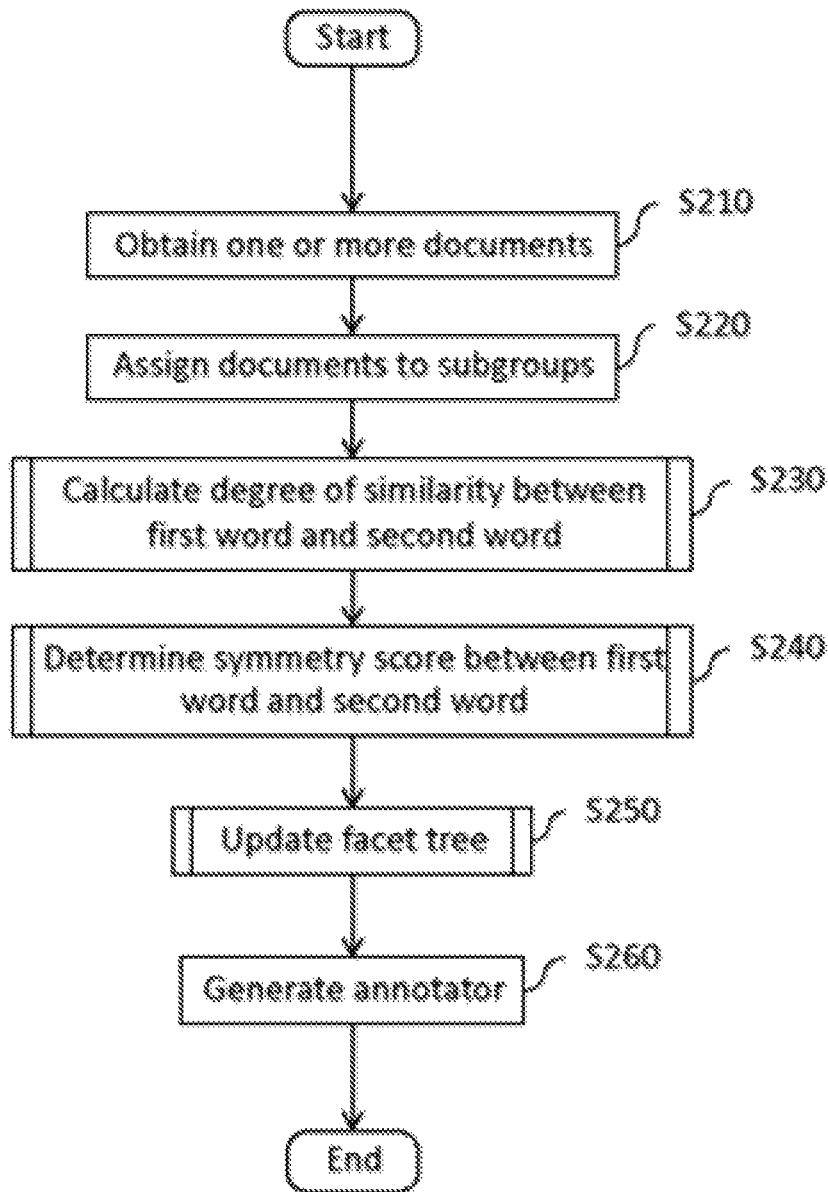 Start
S210
Obtain one or more documents
S220
Assign documents to subgroups
S230
Calculate degree of similarity between
first word and second word
S240
Determine symmetry score between first
word and second word
S250
Update facet tree
S260
Generate annotator
End